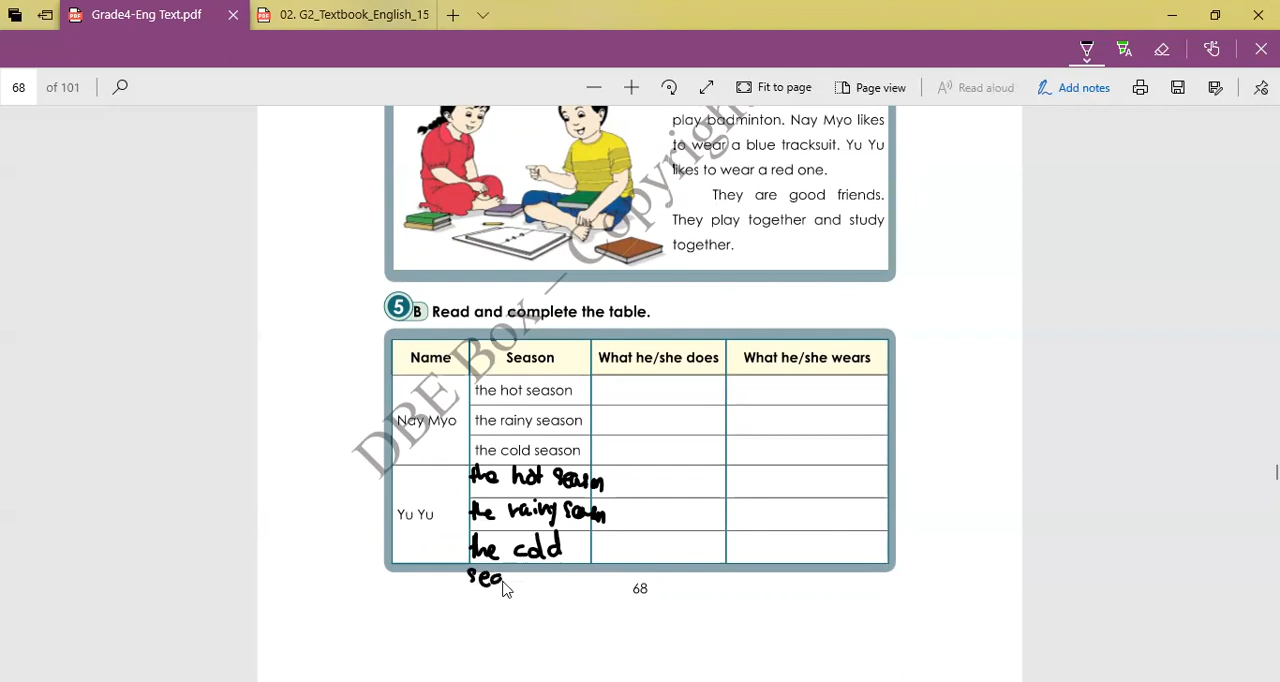 Grade4-Eng Text.pdf
02. G2_Textbook_English_15
68 of 101
Fit to page
Page view
Read aloud
Add notes
play badminton. Nay Myo likes
to wear a blue tracksuit. Yu Yu
likes to wear a red one.
They are good friends.
They play together and study
together.
DBE Box – Copyright
5 B Read and complete the table.
Name Season What he/she does What he/she wears
the hot season
Nay Myo the rainy season
the cold season
the hot season
Yu Yu the rainy season
the cold
sea
68